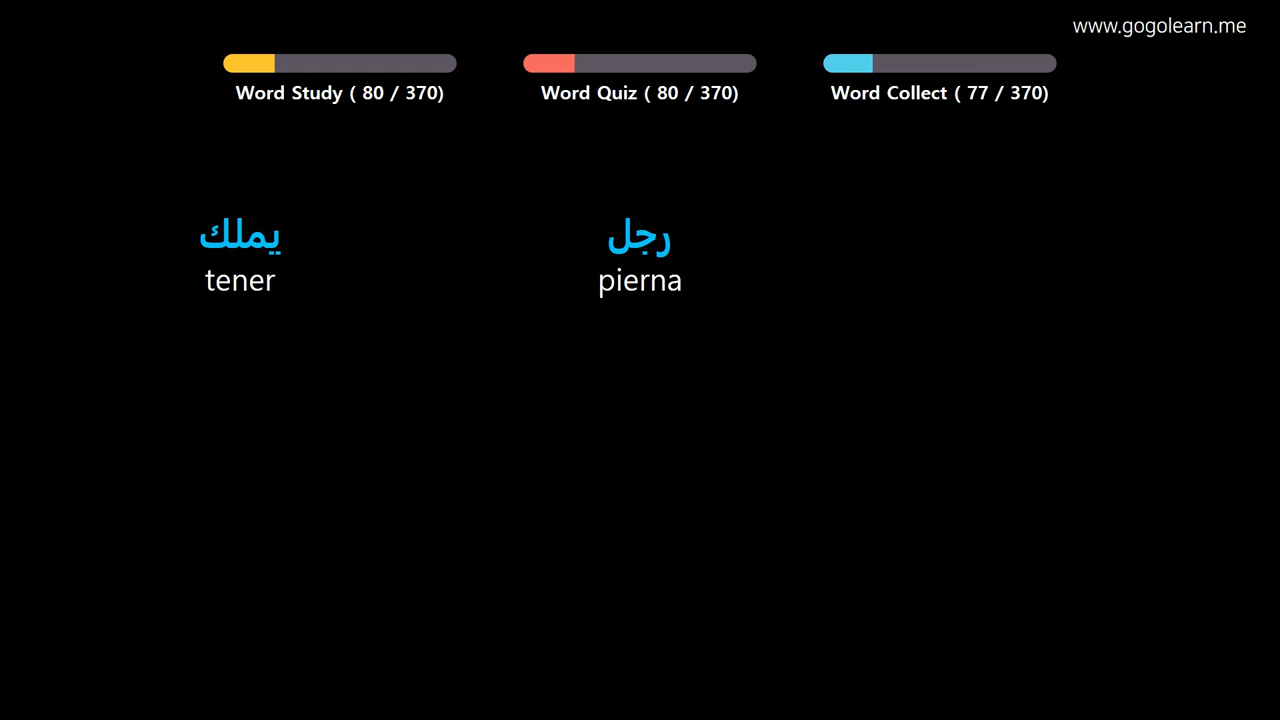 www.gogolearn.me
Word Study ( 80 / 370)
Word Quiz ( 80 / 370)
Word Collect ( 77 / 370)
يملك
tener
رجل
pierna